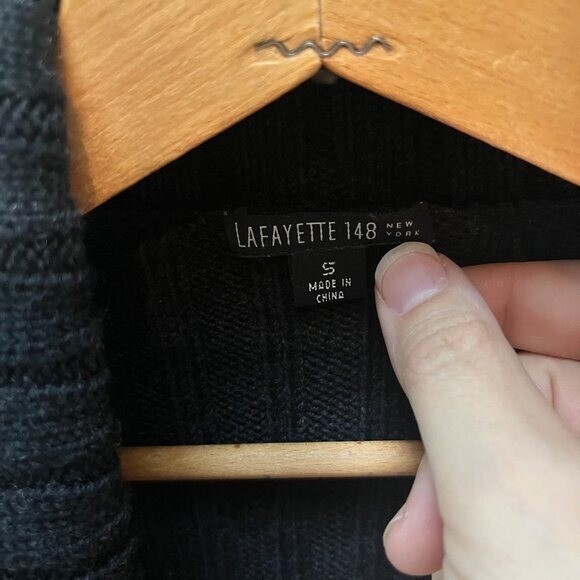 LAFAYETTE 148 NEW YORK
S
MADE IN
CHINA